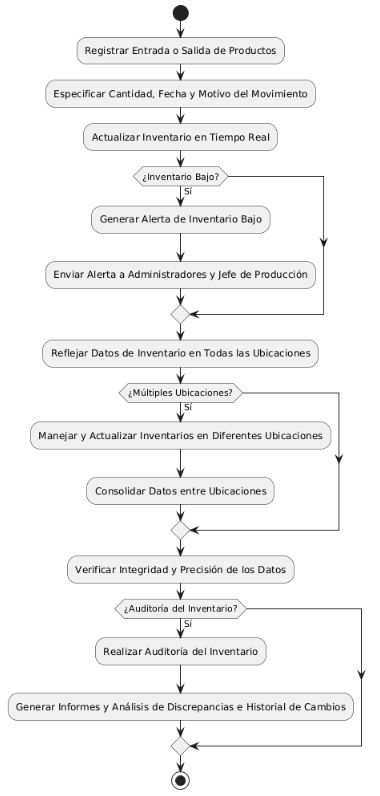 Registrar Entrada o Salida de Productos
Especificar Cantidad, Fecha y Motivo del Movimiento
Actualizar Inventario en Tiempo Real
¿Inventario Bajo?
Sí
Generar Alerta de Inventario Bajo
Enviar Alerta a Administradores y Jefe de Producción
Reflejar Datos de Inventario en Todas las Ubicaciones
¿Múltiples Ubicaciones?
Sí
Manejar y Actualizar Inventarios en Diferentes Ubicaciones
Consolidar Datos entre Ubicaciones
Verificar Integridad y Precisión de los Datos
¿Auditoría del Inventario?
Sí
Realizar Auditoría del Inventario
Generar Informes y Análisis de Discrepancias e Historial de Cambios